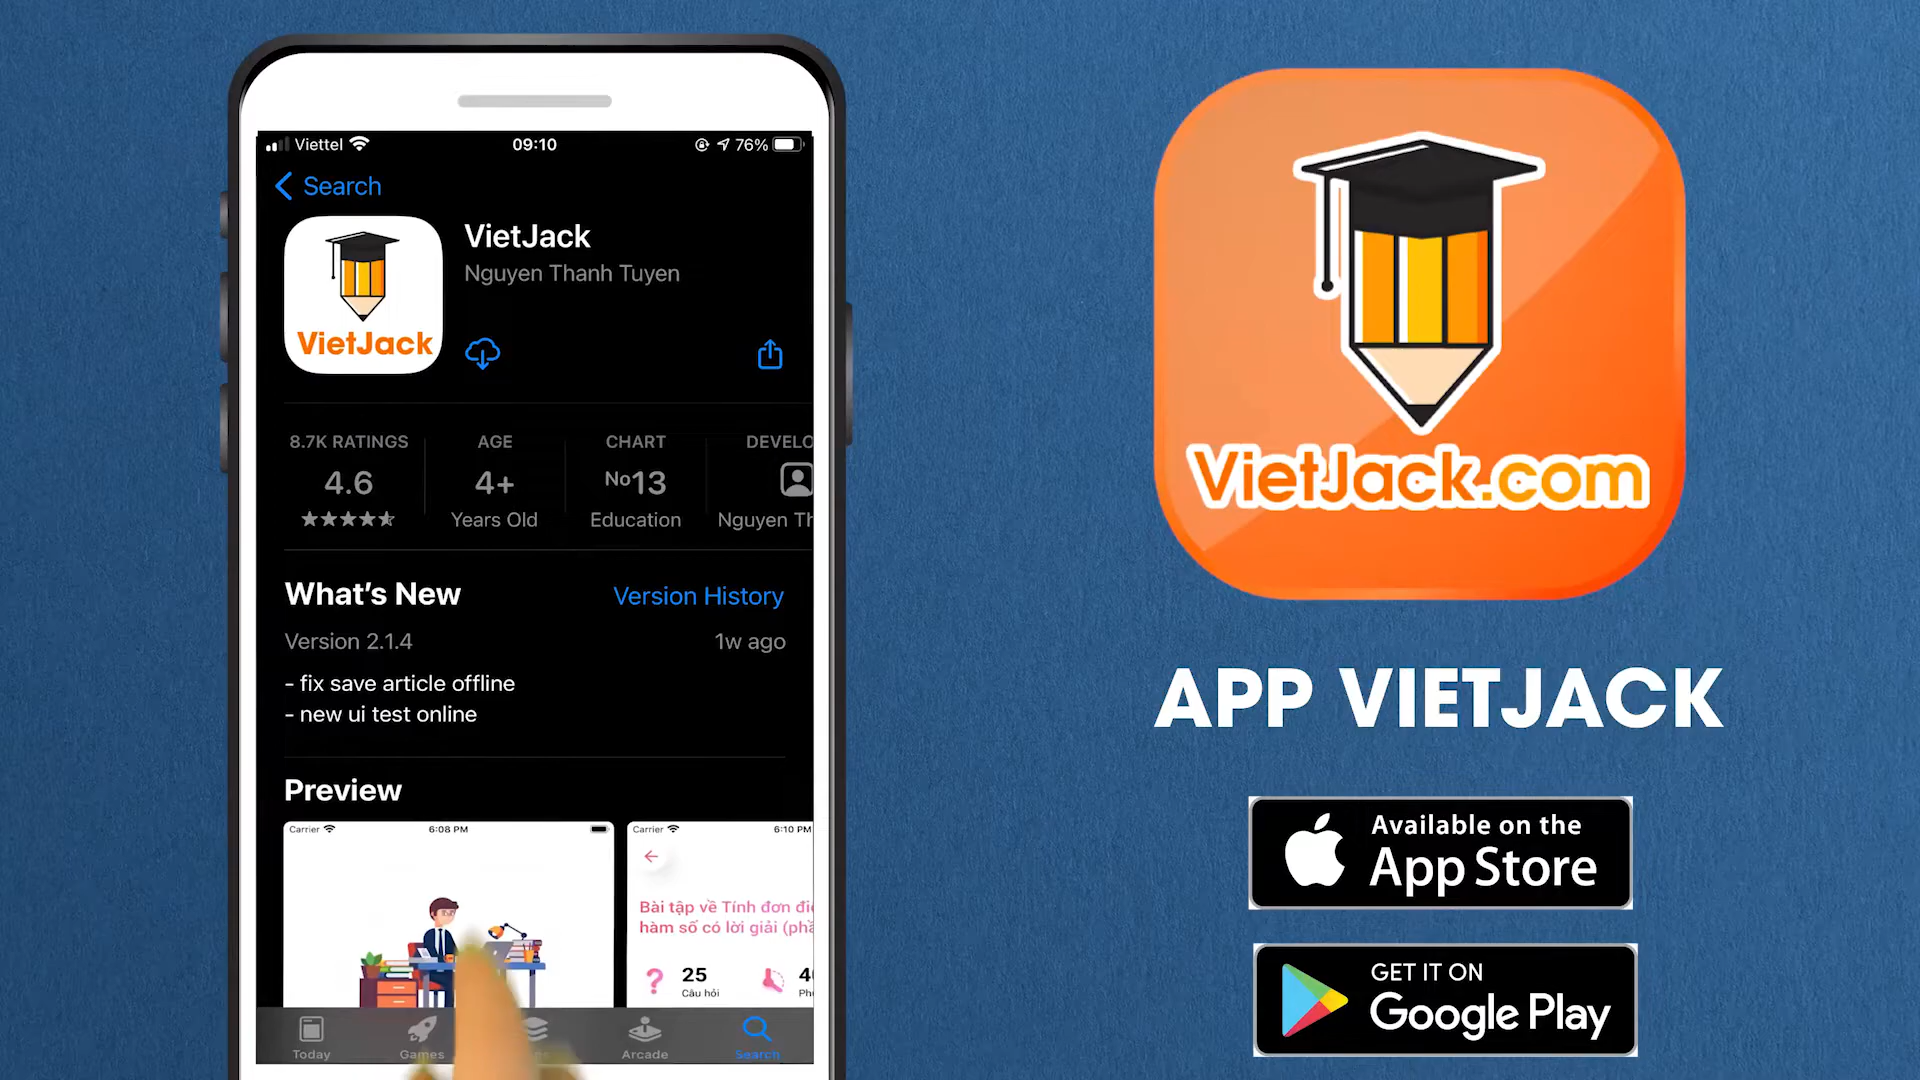 Viettel
09:10
76%
Search
VietJack
VietJack
Nguyen Thanh Tuyen
8.7K RATINGS
4.6
AGE
4+
Years Old
CHART
No13
Education
DEVELO
Nguyen Th
What's New
Version History
Version 2.1.4
1w ago
- fix save article offline
- new ui test online
Preview
Carrier
6:08 PM
Carrier
6:10 PM
Bài tập về Tính đơn đi
hàm số có lời giải (phầ
25
Câu hỏi
Today
Games
Arcade
Search
VietJack.com
APP VIETJACK
Available on the
App Store
GET IT ON
Google Play